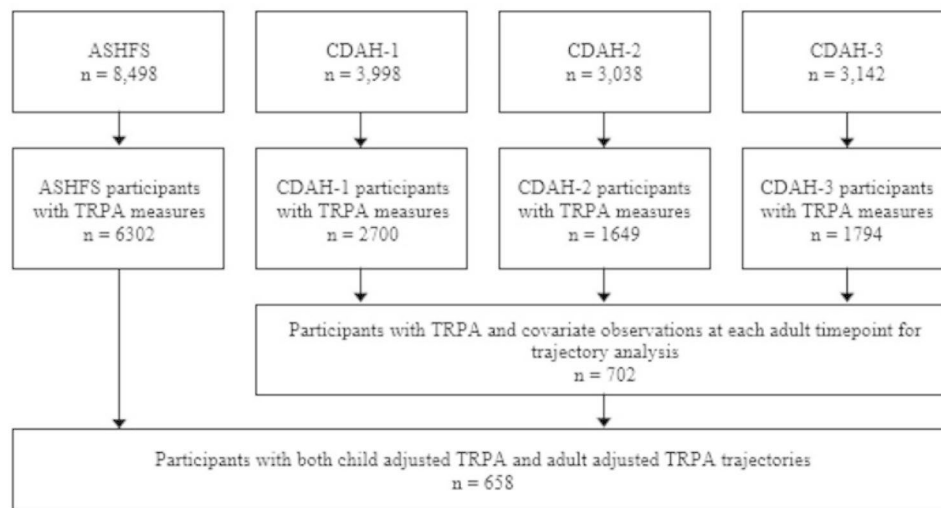 ASHFS
n = 8,498
CDAH-1
n = 3,998
CDAH-2
n = 3,038
CDAH-3
n = 3,142
ASHFS participants
with TRPA measures
n = 6302
CDAH-1 participants
with TRPA measures
n = 2700
CDAH-2 participants
with TRPA measures
n = 1649
CDAH-3 participants
with TRPA measures
n = 1794
Participants with TRPA and covariate observations at each adult timepoint for
trajectory analysis
n = 702
Participants with both child adjusted TRPA and adult adjusted TRPA trajectories
n = 658